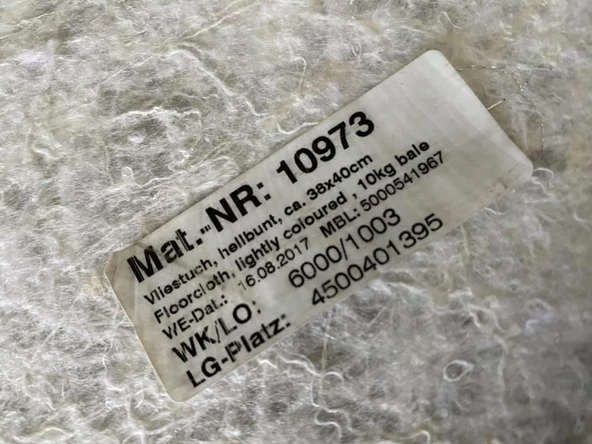 Mat.-NR: 10973
Vliestuch, hellbunt, ca. 38x40cm
Floorcloth, lightly coloured , 10kg bale
WE-Dat.: 16.08.2017 MBL: 5000541967
WK/LO: 6000/1003
LG-Platz: 4500401395